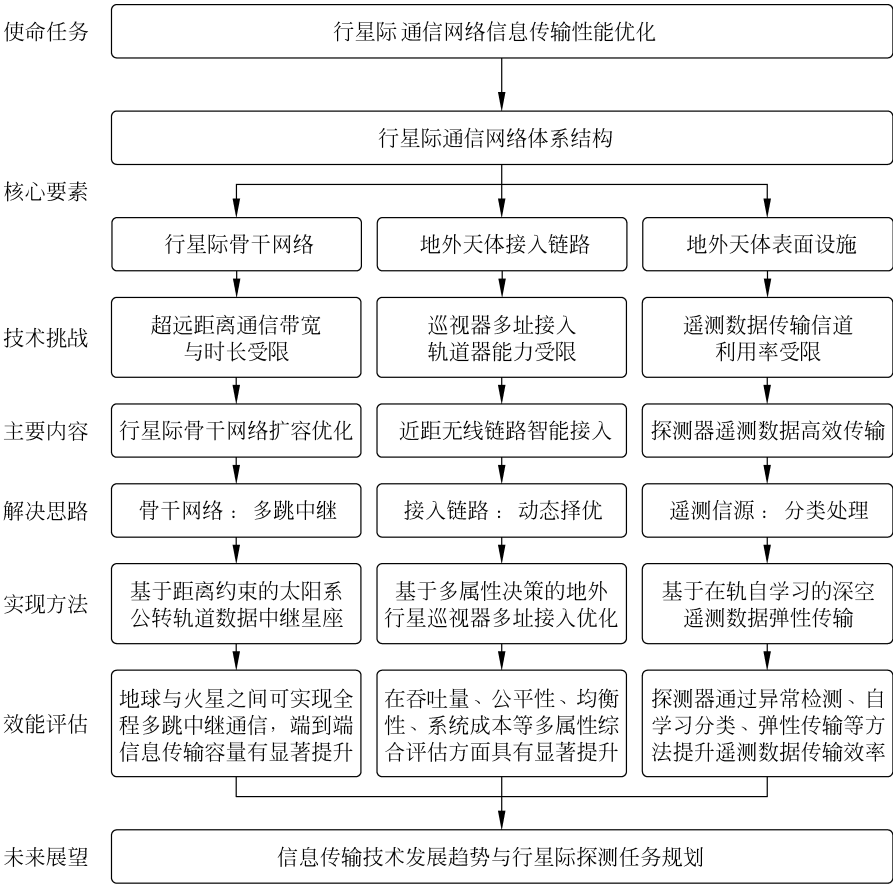 使命任务
行星际 通信网络信息传输性能优化
行星际通信网络体系结构
核心要素
行星际骨干网络
地外天体接入链路
地外天体表面设施
技术挑战
超远距离通信带宽
与时长受限
巡视器多址接入
轨道器能力受限
遥测数据传输信道
利用率受限
主要内容
行星际骨干网络扩容优化
近距无线链路智能接入
探测器遥测数据高效传输
解决思路
骨干网络： 多跳中继
接入链路： 动态择优
遥测信源： 分类处理
实现方法
基于距离约束的太阳系
公转轨道数据中继星座
基于多属性决策的地外
行星巡视器多址接入优化
基于在轨自学习的深空
遥测数据弹性传输
效能评估
地球与火星之间可实现全
程多跳中继通信，端到端
信息传输容量有显著提升
在吞吐量、公平性、均衡
性、系统成本等多属性综
合评估方面具有显著提升
探测器通过异常检测、自
学习分类、弹性传输等方
法提升遥测数据传输效率
未来展望
信息传输技术发展趋势与行星际探测任务规划